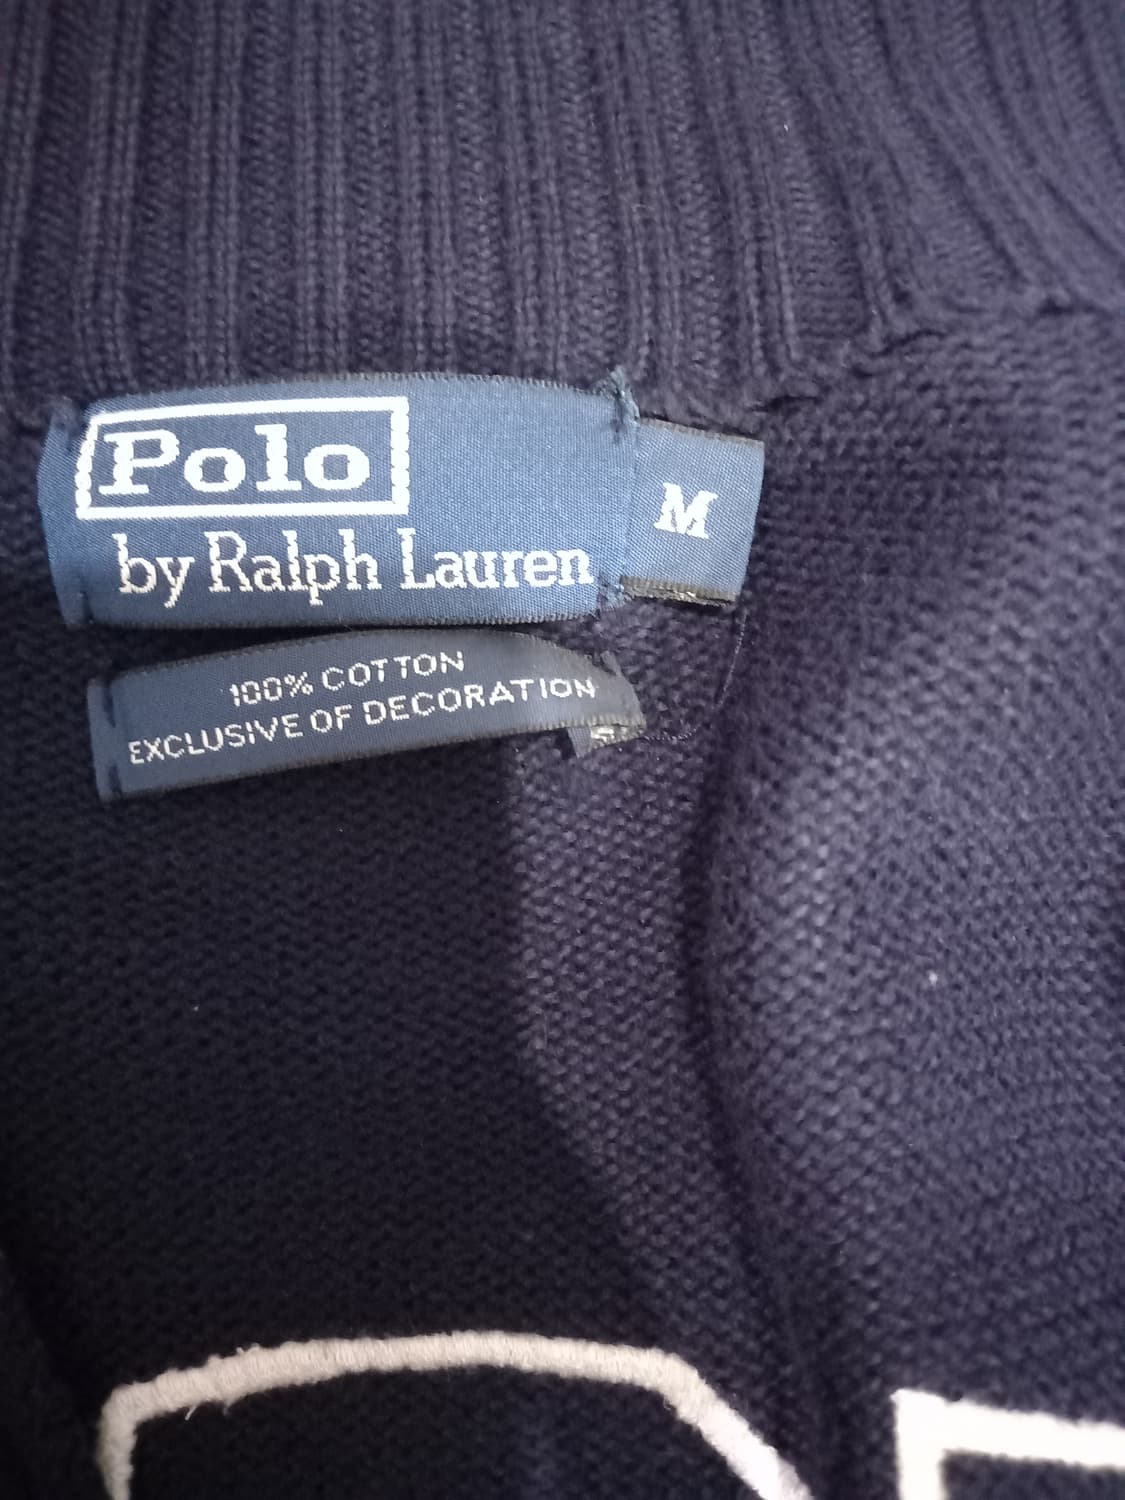 Polo
by Ralph Lauren
M
100% COTTON
EXCLUSIVE OF DECORATION